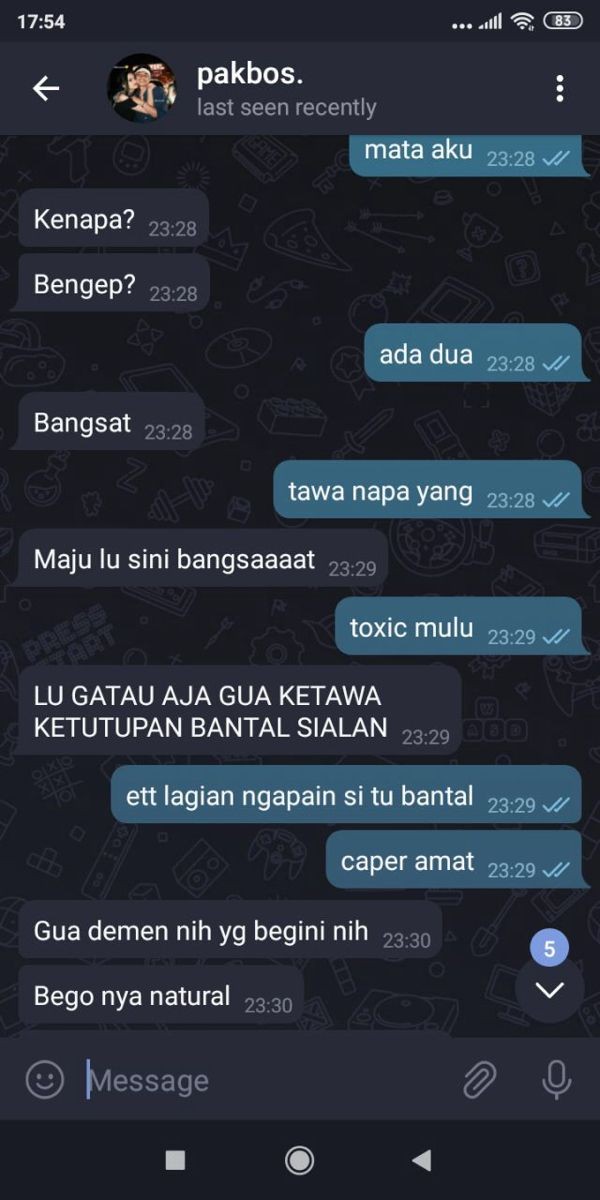 17:54
83
pakbos.
last seen recently
mata aku 23:28
Kenapa? 23:28
Bengep? 23:28
ada dua 23:28
Bangsat 23:28
tawa napa yang 23:28
Maju lu sini bangsaaaat 23:29
toxic mulu 23:29
LU GATAU AJA GUA KETAWA
KETUTUPAN BANTAL SIALAN 23:29
ett lagian ngapain si tu bantal 23:29
caper amat 23:29
Gua demen nih yg begini nih 23:30
5
Bego nya natural 23:30
Message